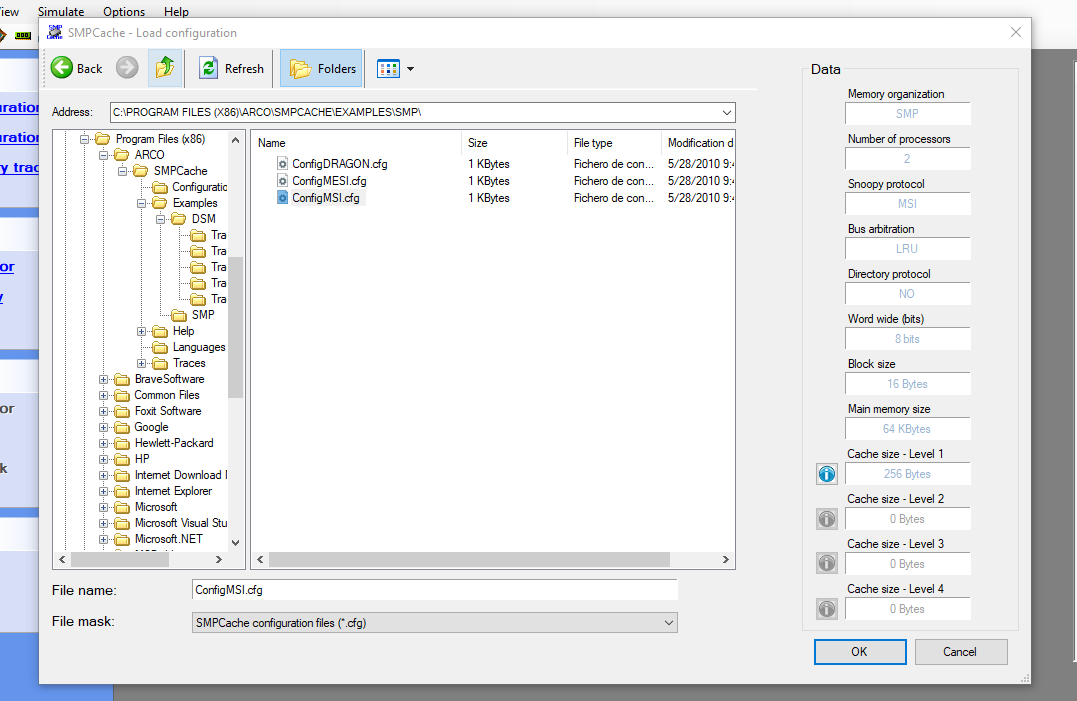 iew Simulate Options Help
SMPCache - Load configuration
Back Refresh Folders
Address: C:\PROGRAM FILES (X86)\ARCO\SMPCACHE\EXAMPLES\SMP\
uration
uration
ry trac
or
y
or
k
Program Files (x86)
ARCO
SMPCache
Configuratio
Examples
DSM
Tra
Tra
Tra
Tra
Tra
SMP
Help
Languages
Traces
BraveSoftware
Common Files
Foxit Software
Google
Hewlett-Packard
HP
Internet Download
Internet Explorer
Microsoft
Microsoft Visual Stu
Microsoft.NET
Name Size File type Modification d
ConfigDRAGON.cfg 1 KBytes Fichero de con... 5/28/2010 9:4
ConfigMESI.cfg 1 KBytes Fichero de con... 5/28/2010 9:4
ConfigMSI.cfg 1 KBytes Fichero de con... 5/28/2010 9:4
File name: ConfigMSI.cfg
File mask: SMPCache configuration files (*.cfg)
Data
Memory organization
SMP
Number of processors
2
Snoopy protocol
MSI
Bus arbitration
LRU
Directory protocol
NO
Word wide (bits)
8 bits
Block size
16 Bytes
Main memory size
64 KBytes
Cache size - Level 1
256 Bytes
Cache size - Level 2
0 Bytes
Cache size - Level 3
0 Bytes
Cache size - Level 4
0 Bytes
OK Cancel